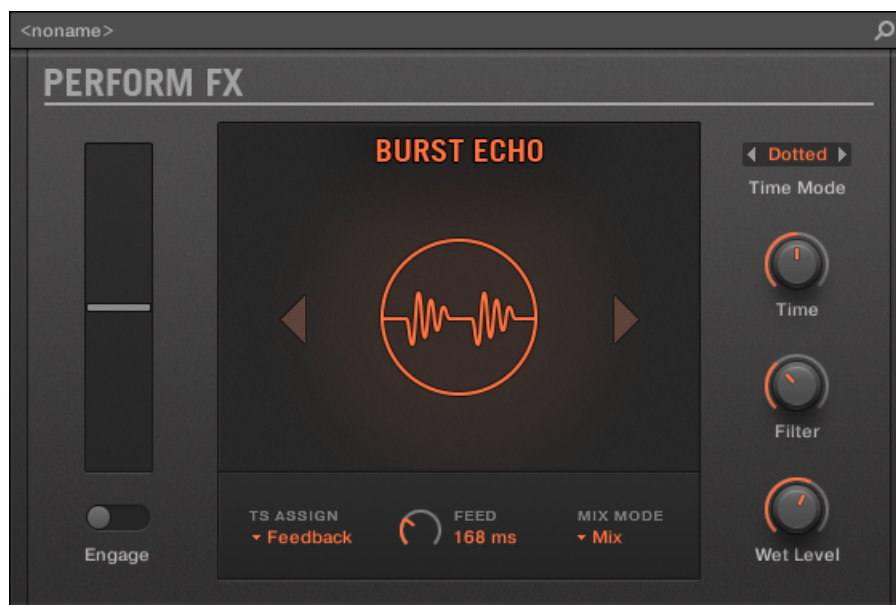 <noname>
PERFORM FX
BURST ECHO
Dotted
Time Mode
Time
Filter
Wet Level
TS ASSIGN
Feedback
FEED
168 ms
MIX MODE
Mix
Engage